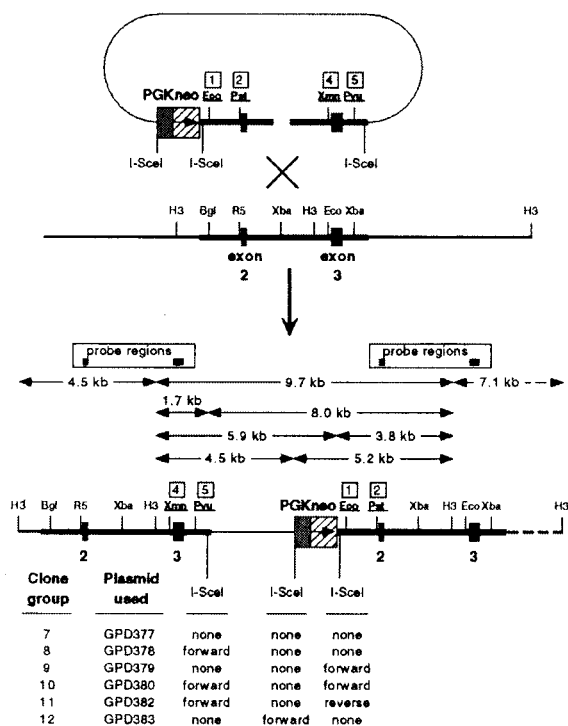 1 2 4 5
PGKneo Eco Pst Xmn Pvu
I-SceI I-SceI I-SceI
H3 Bgl R5 Xba H3 Eco Xba H3
exon exon
2 3
probe regions probe regions
4.5 kb 9.7 kb 7.1 kb
1.7 kb 8.0 kb
5.9 kb 3.8 kb
4.5 kb 5.2 kb
4 5 1 2
H3 Bgl R5 Xba H3 Xmn Pvu PGKneo Eco Pst Xba H3 Eco Xba H3
2 3 2 3
Clone group Plasmid used I-SceI I-SceI I-SceI
7 GPD377 none none none
8 GPD378 forward none none
9 GPD379 none none forward
10 GPD380 forward none forward
11 GPD382 forward none reverse
12 GPD383 none forward none